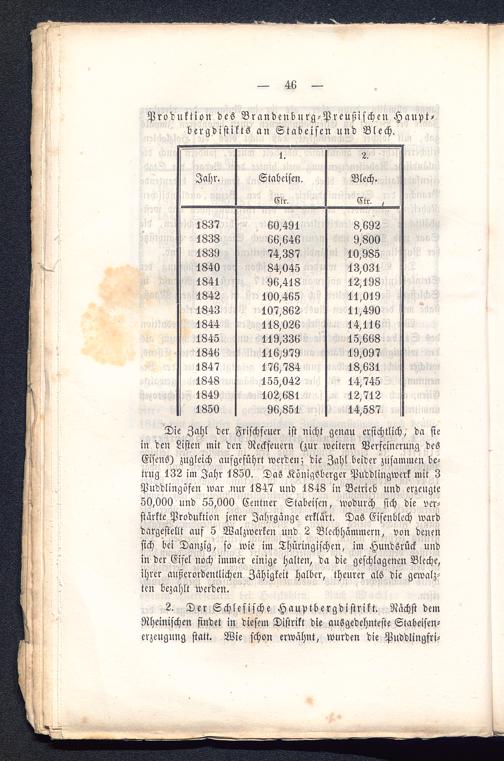 — 46 —
Produktion des Brandenburg-Preußischen Haupt-
bergdistrikts an Stabeisen und Blech.
1. 2.
Jahr. Stabeisen. Blech.
Ctr. Ctr.
1837 60,491 8,692
1838 66,646 9,800
1839 74,387 10,985
1840 84,045 13,031
1841 96,418 12,198
1842 100,465 11,019
1843 107,862 11,490
1844 118,026 14,116
1845 119,336 15,668
1846 116,979 19,097
1847 176,784 18,631
1848 155,042 14,745
1849 102,681 12,712
1850 96,851 14,587
Die Zahl der Frischfeuer ist nicht genau ersichtlich, da sie
in den Listen mit den Reckfeuern (zur weitern Verfeinerung des
Eisens) zugleich aufgeführt werden; die Zahl beider zusammen be-
trug 132 im Jahr 1850. Das Königsberger Puddlingwerk mit 3
Puddlingöfen war nur 1847 und 1848 in Betrieb und erzeugte
50,000 und 55,000 Centner Stabeisen, wodurch sich die ver-
stärkte Produktion jener Jahrgänge erklärt. Das Eisenblech ward
dargestellt auf 5 Walzwerken und 2 Blechhämmern, von denen
sich bei Danzig, so wie im Thüringischen, im Hundsrück und
in der Eifel noch immer einige halten, da die geschlagenen Bleche,
ihrer außerordentlichen Zähigkeit halber, theurer als die gewalz-
ten bezahlt werden.
2. Der Schlesische Hauptbergdistrikt. Nächst dem
Rheinischen findet in diesem Distrikt die ausgedehnteste Stabeisen-
erzeugung statt. Wie schon erwähnt, wurden die Puddlingfri-